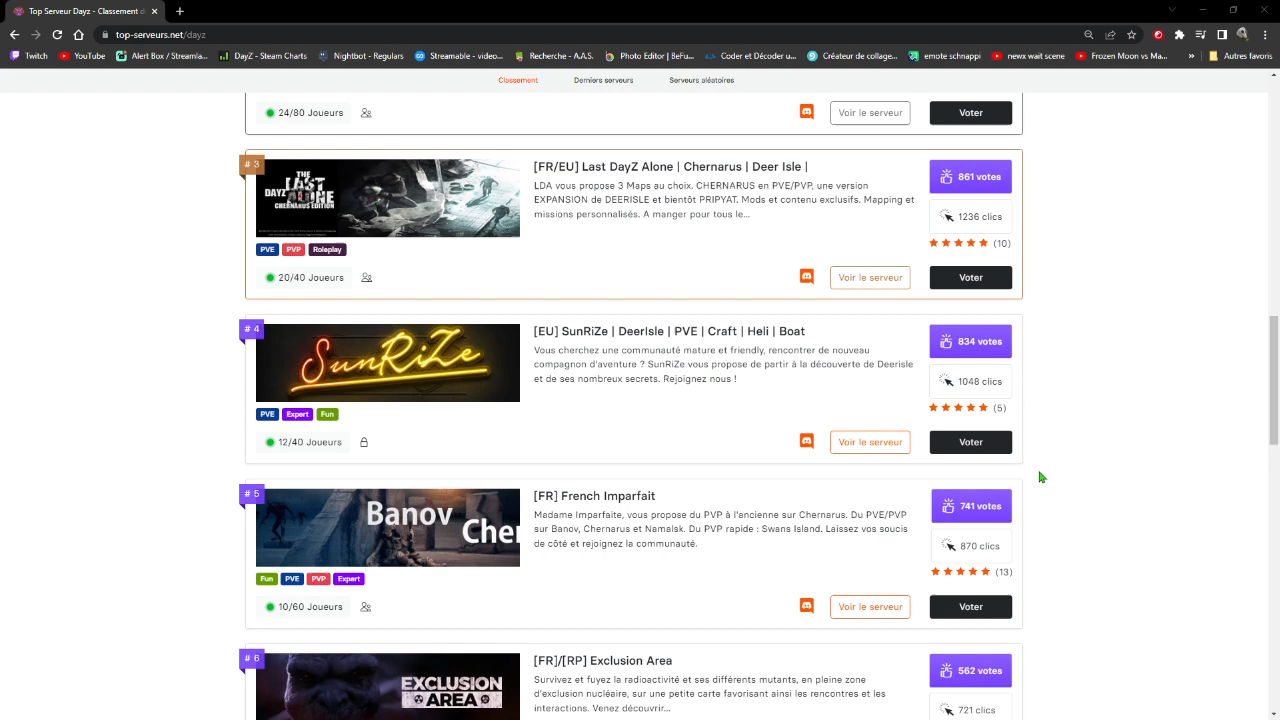 Top Serveurs Dayz - Classement d
top-serveurs.net/dayz
Twitch
YouTube
Alert Box / Streamla...
DayZ - Steam Charts
Nightbot - Regulars
Streamable - video...
Recherche - A.A.S.
Photo Editor | BeFu...
Coder et Décoder u...
Créateur de collage...
emote schnappi
newx wait scene
Frozen Moon vs Ma...
»
Autres favoris
Classement
Derniers serveurs
Serveurs aléatoires
24/80 Joueurs
Voir le serveur
Voter
# 3
THE
LAST
DAYZ
ALONE
CHERNARUS EDITION
[FR/EU] Last DayZ Alone | Chernarus | Deer Isle |
LDA vous propose 3 Maps au choix. CHERNARUS en PVE/PVP, une version
EXPANSION de DEERISLE et bientôt PRIPYAT. Mods et contenu exclusifs. Mapping et
missions personnalisés. A manger pour tous le...
861 votes
1236 clics
(10)
PVE
PVP
Roleplay
20/40 Joueurs
Voir le serveur
Voter
# 4
SunRiZe
[EU] SunRiZe | DeerIsle | PVE | Craft | Heli | Boat
Vous cherchez une communauté mature et friendly, rencontrer de nouveau
compagnon d'aventure ? SunRiZe vous propose de partir à la découverte de Deerisle
et de ses nombreux secrets. Rejoignez nous !
834 votes
1048 clics
(5)
PVE
Expert
Fun
12/40 Joueurs
Voir le serveur
Voter
# 5
Banov
Cher
[FR] French Imparfait
Madame Imparfaite, vous propose du PVP à l'ancienne sur Chernarus. Du PVE/PVP
sur Banov, Chernarus et Namalsk. Du PVP rapide : Swans Island. Laissez vos soucis
de côté et rejoignez la communauté.
741 votes
870 clics
(13)
Fun
PVE
PVP
Expert
10/60 Joueurs
Voir le serveur
Voter
# 6
EXCLUSION
AREA
[FR]/[RP] Exclusion Area
Survivez et fuyez la radioactivité et ses différents mutants, en pleine zone
d'exclusion nucléaire, sur une petite carte favorisant ainsi les rencontres et les
interactions. Venez découvrir...
562 votes
721 clics